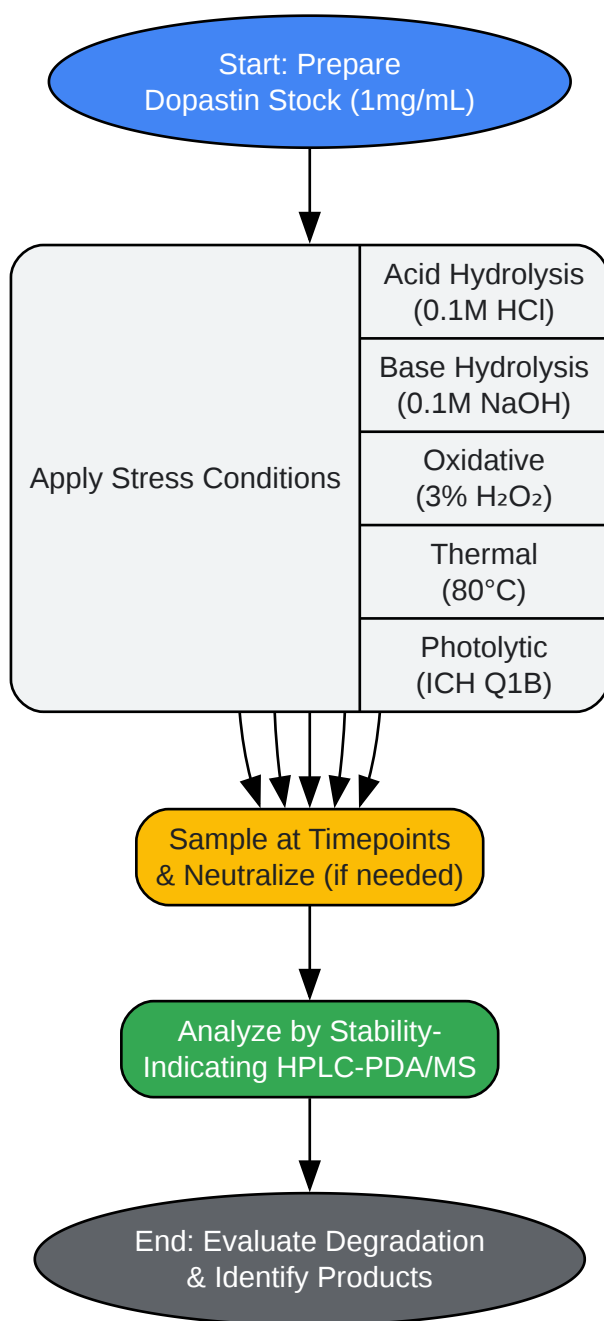 Start: Prepare
Dopastin Stock (1mg/mL)
Apply Stress Conditions
Acid Hydrolysis
(0.1M HCl)
Base Hydrolysis
(0.1M NaOH)
Oxidative
(3% H₂O₂)
Thermal
(80°C)
Photolytic
(ICH Q1B)
Sample at Timepoints
& Neutralize (if needed)
Analyze by Stability-
Indicating HPLC-PDA/MS
End: Evaluate Degradation
& Identify Products